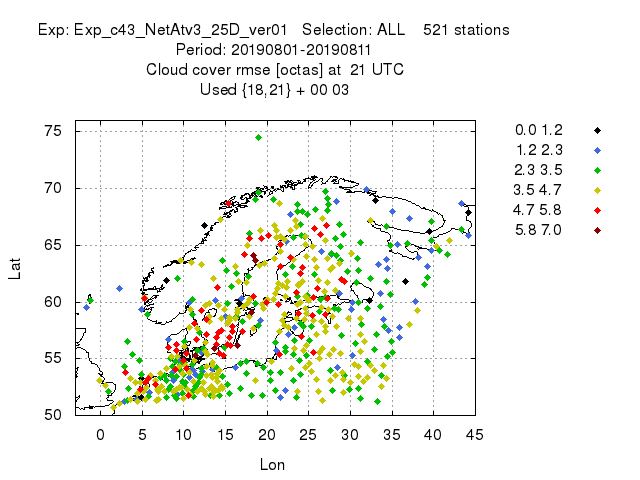 Exp: Exp_c43_NetAtv3_25D_ver01   Selection: ALL    521 stations
Period: 20190801-20190811
Cloud cover rmse [octas] at  21 UTC
Used {18,21} + 00 03
75
70
65
60
55
50
Lat
0 5 10 15 20 25 30 35 40 45
Lon
0.0 1.2
1.2 2.3
2.3 3.5
3.5 4.7
4.7 5.8
5.8 7.0